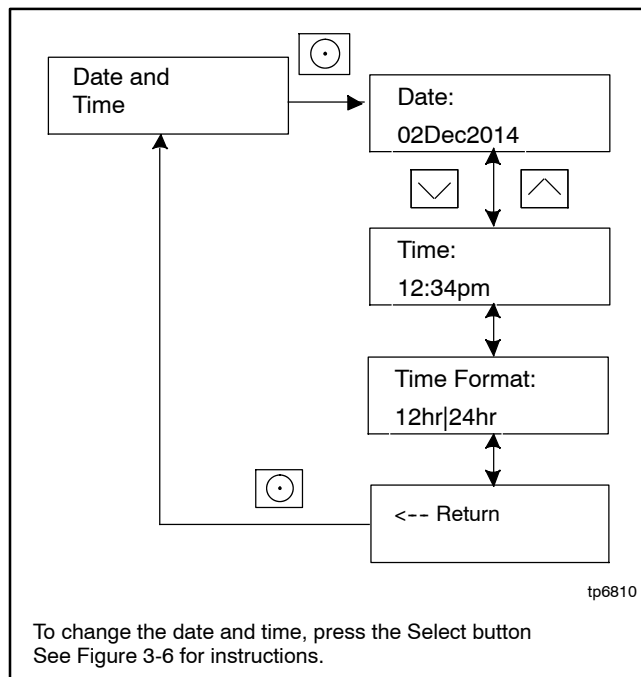 Date and
Time
Date:
02Dec2014
Time:
12:34pm
Time Format:
12hr|24hr
<-- Return
tp6810
To change the date and time, press the Select button
See Figure 3-6 for instructions.